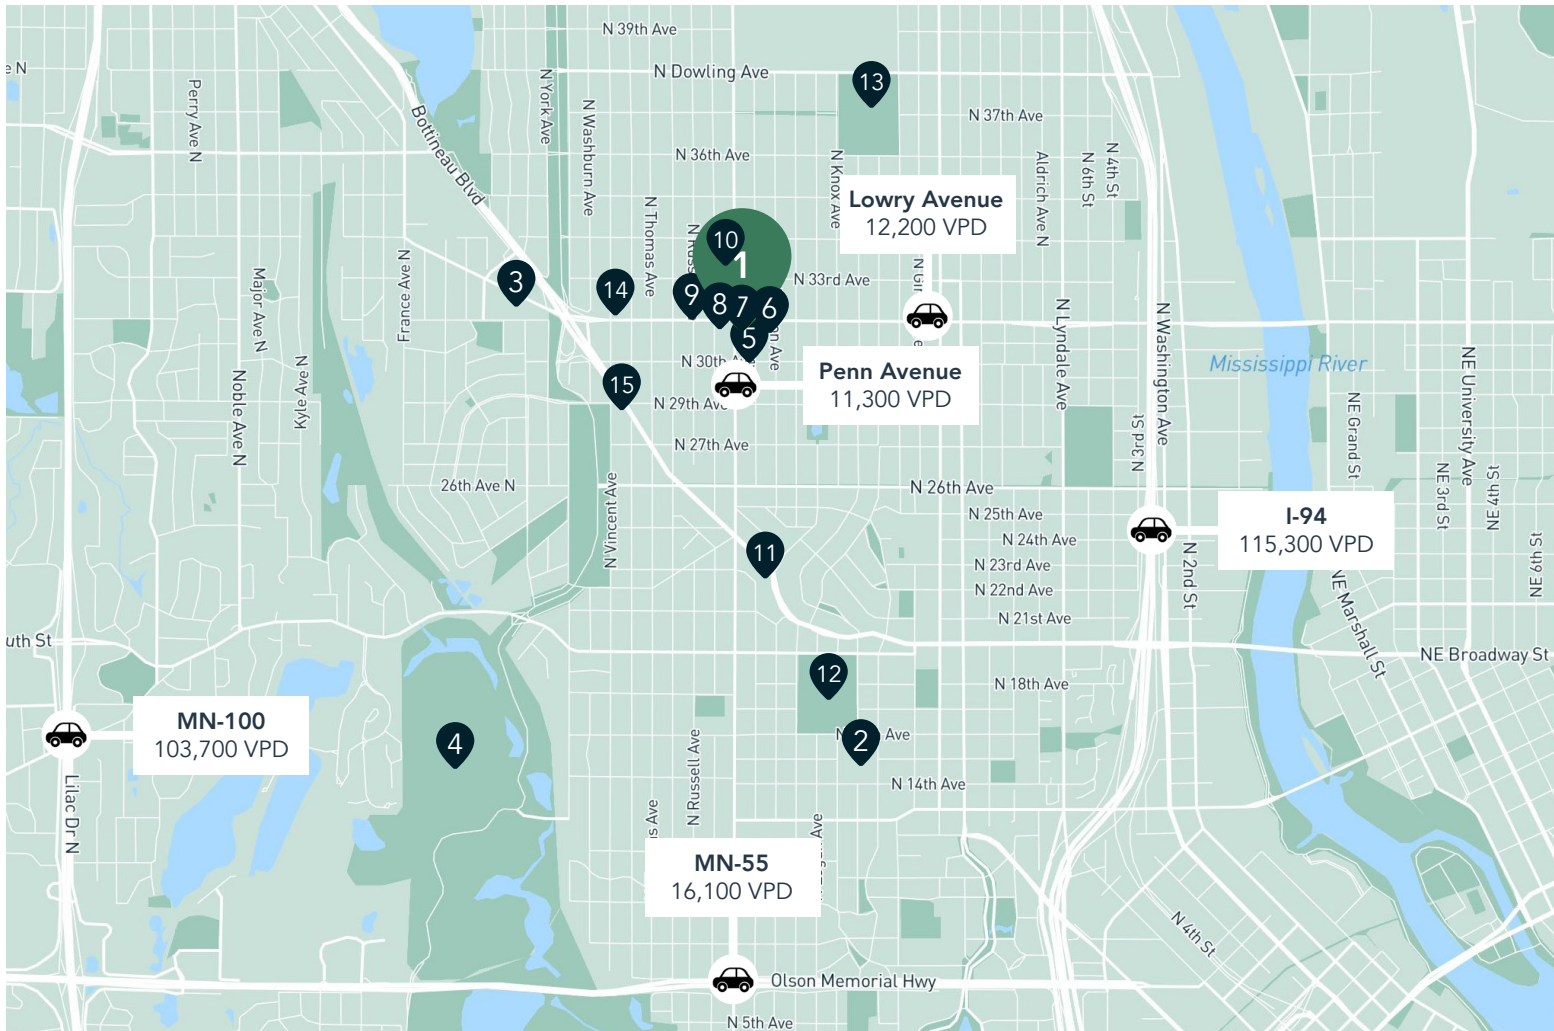 N 39th Ave
N Dowling Ave
13
N 37th Ave
N 36th Ave
Perry Ave N
N York Ave
N Washburn Ave
Bottineau Blvd
N Knox Ave
Aldrich Ave N
N 6th St
N 4th St
N Thomas Ave
Lowry Avenue
12,200 VPD
10
1
N 33rd Ave
France Ave N
Major Ave N
3
14
9
8
7
6
5
N 30th Ave
Kyle Ave N
Noble Ave N
15
N 29th Ave
Penn Avenue
11,300 VPD
N Lyndale Ave
N Washington Ave
Mississippi River
NE University Ave
NE Grand St
N 3rd St
NE 3rd St
NE 4th St
NE 6th St
N 27th Ave
26th Ave N
N 26th Ave
N Vincent Ave
N 25th Ave
N 24th Ave
N 23rd Ave
N 22nd Ave
N 21st Ave
11
I-94
115,300 VPD
N 2nd St
NE Marshall St
NE Broadway St
12
N 18th Ave
2
Ave
N 14th Ave
N Russell Ave
4
MN-100
103,700 VPD
Lilac Dr N
MN-55
16,100 VPD
N 4th St
Olson Memorial Hwy
N 5th Ave